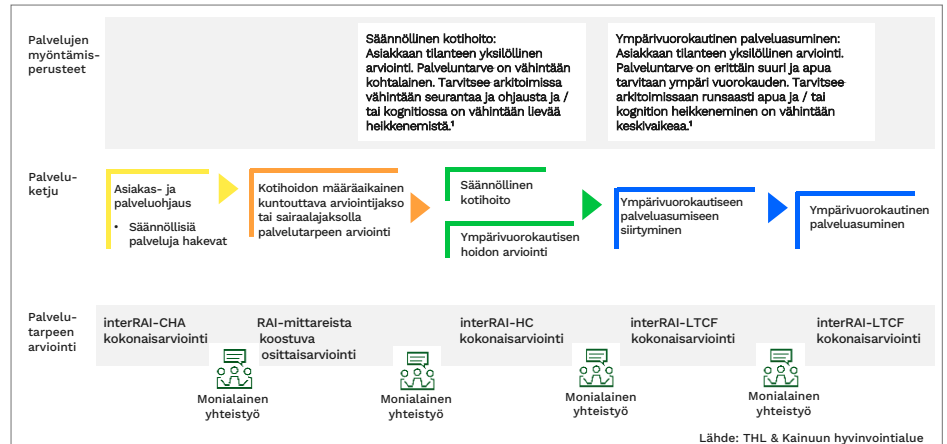 Palvelujen
myöntämis-
perusteet
Säännöllinen kotihoito:
Asiakkaan tilanteen yksilöllinen
arviointi. Palveluntarve on vähintään
kohtalainen. Tarvitsee arkitoimissa
vähintään seurantaa ja ohjausta ja /
tai kognitiossa on vähintään lievää
heikkenemistä.¹
Ympärivuorokautinen palveluasuminen:
Asiakkaan tilanteen yksilöllinen arviointi.
Palveluntarve on erittäin suuri ja apua
tarvitaan ympäri vuorokauden. Tarvitsee
arkitoimissaan runsaasti apua ja / tai
kognition heikkeneminen on vähintään
keskivaikeaa.¹
Palvelu-
ketju
Asiakas- ja
palveluohjaus
• Säännöllisiä
palveluja hakevat
Kotihoidon määräaikainen
kuntouttava arviointijakso
tai sairaalajaksolla
palvelutarpeen arviointi
Säännöllinen
kotihoito
Ympärivuorokautisen
hoidon arviointi
Ympärivuorokautiseen
palveluasumiseen
siirtyminen
Ympärivuorokautinen
palveluasuminen
Palvelu-
tarpeen
arviointi
interRAI-CHA
kokonaisarviointi
RAI-mittareista
koostuva
osittaisarviointi
interRAI-HC
kokonaisarviointi
interRAI-LTCF
kokonaisarviointi
interRAI-LTCF
kokonaisarviointi
Monialainen
yhteistyö
Monialainen
yhteistyö
Monialainen
yhteistyö
Monialainen
yhteistyö
Lähde: THL & Kainuun hyvinvointialue